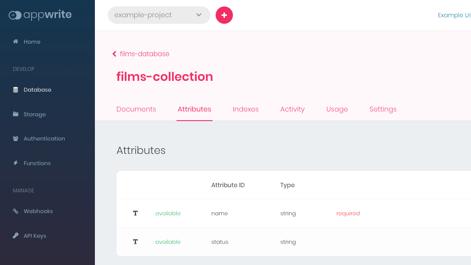 appwrite
example-project
+
Home
DEVELOP
Database
Storage
Authentication
Functions
MANAGE
Webhooks
API Keys
films-database
films-collection
Documents Attributes Indexes Activity Usage Settings
Attributes
Attribute ID Type
T available name string required
T available status string